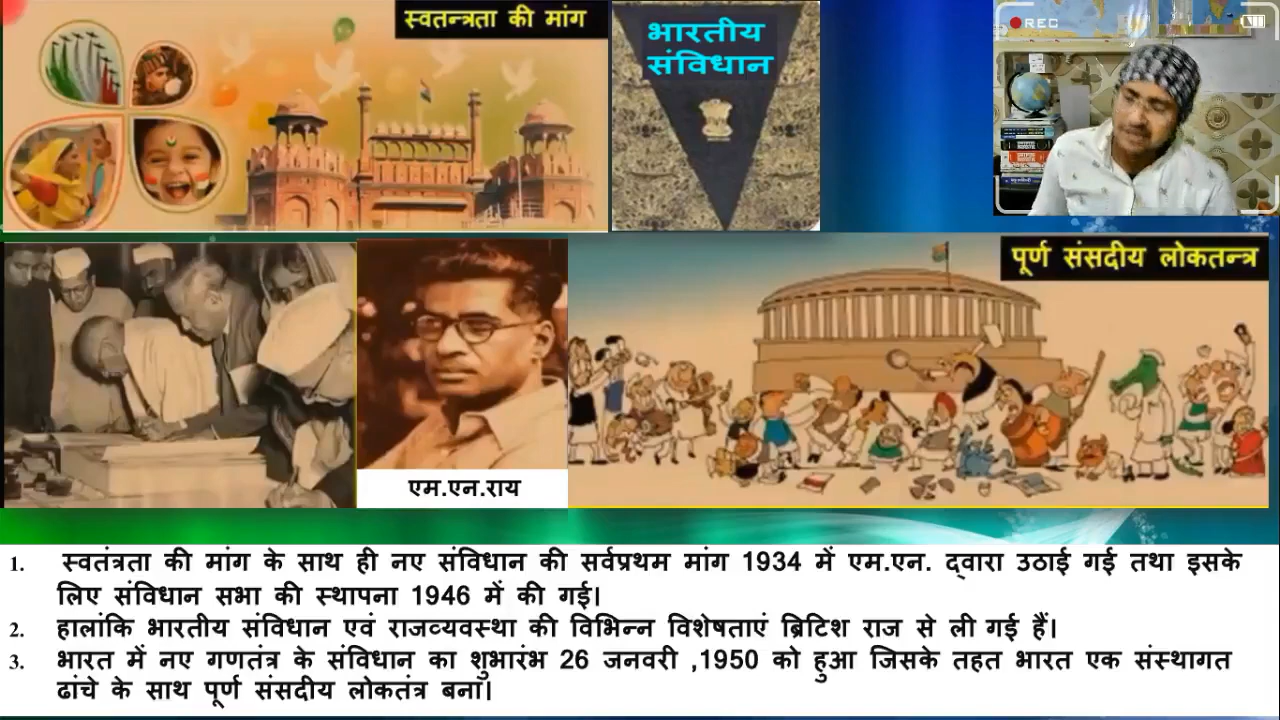 स्वतन्त्रता की मांग
भारतीय
संविधान
REC
पूर्ण संसदीय लोकतन्त्र
एम.एन.राय
1. स्वतंत्रता की मांग के साथ ही नए संविधान की सर्वप्रथम मांग 1934 में एम.एन. द्वारा उठाई गई तथा इसके
लिए संविधान सभा की स्थापना 1946 में की गई।
2. हालांकि भारतीय संविधान एवं राजव्यवस्था की विभिन्न विशेषताएं ब्रिटिश राज से ली गई हैं।
3. भारत में नए गणतंत्र के संविधान का शुभारंभ 26 जनवरी ,1950 को हुआ जिसके तहत भारत एक संस्थागत
ढांचे के साथ पूर्ण संसदीय लोकतंत्र बना।